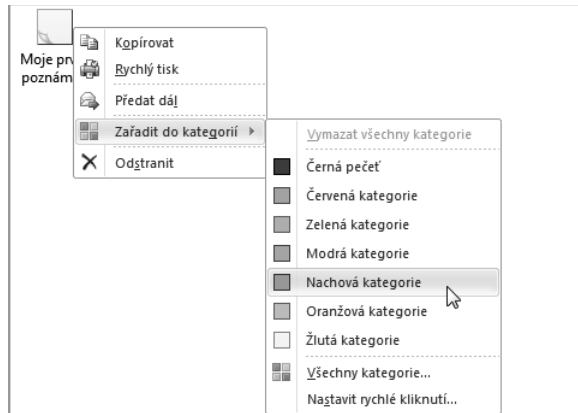 Moje prv
poznám
Kopírovat
Rychlý tisk
Předat dál
Zařadit do kategorií
Odstranit
Vymazat všechny kategorie
Černá pečeť
Červená kategorie
Zelená kategorie
Modrá kategorie
Nachová kategorie
Oranžová kategorie
Žlutá kategorie
Všechny kategorie...
Nastavit rychlé kliknutí...